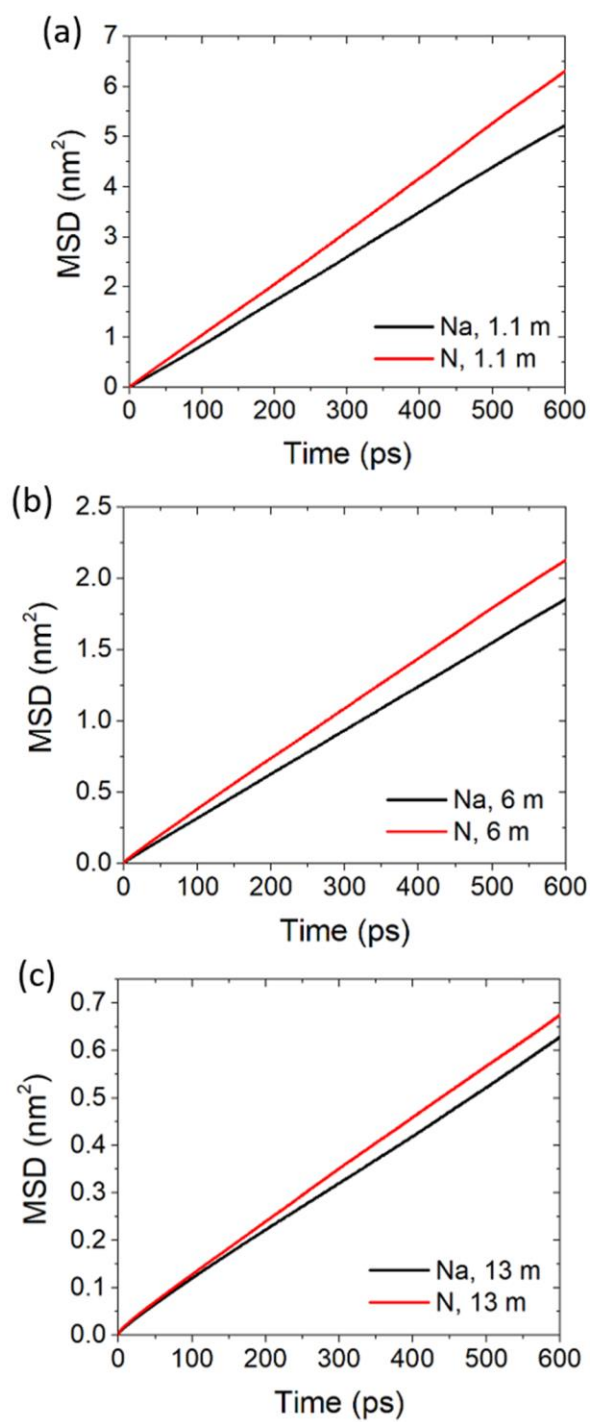 (a)
7
6
5
4
3
2
1
0
MSD (nm²)
Na, 1.1 m
N, 1.1 m
0 100 200 300 400 500 600
Time (ps)
(b)
2.5
2.0
1.5
1.0
0.5
0.0
MSD (nm²)
Na, 6 m
N, 6 m
0 100 200 300 400 500 600
Time (ps)
(c)
0.7
0.6
0.5
0.4
0.3
0.2
0.1
0.0
MSD (nm²)
Na, 13 m
N, 13 m
0 100 200 300 400 500 600
Time (ps)